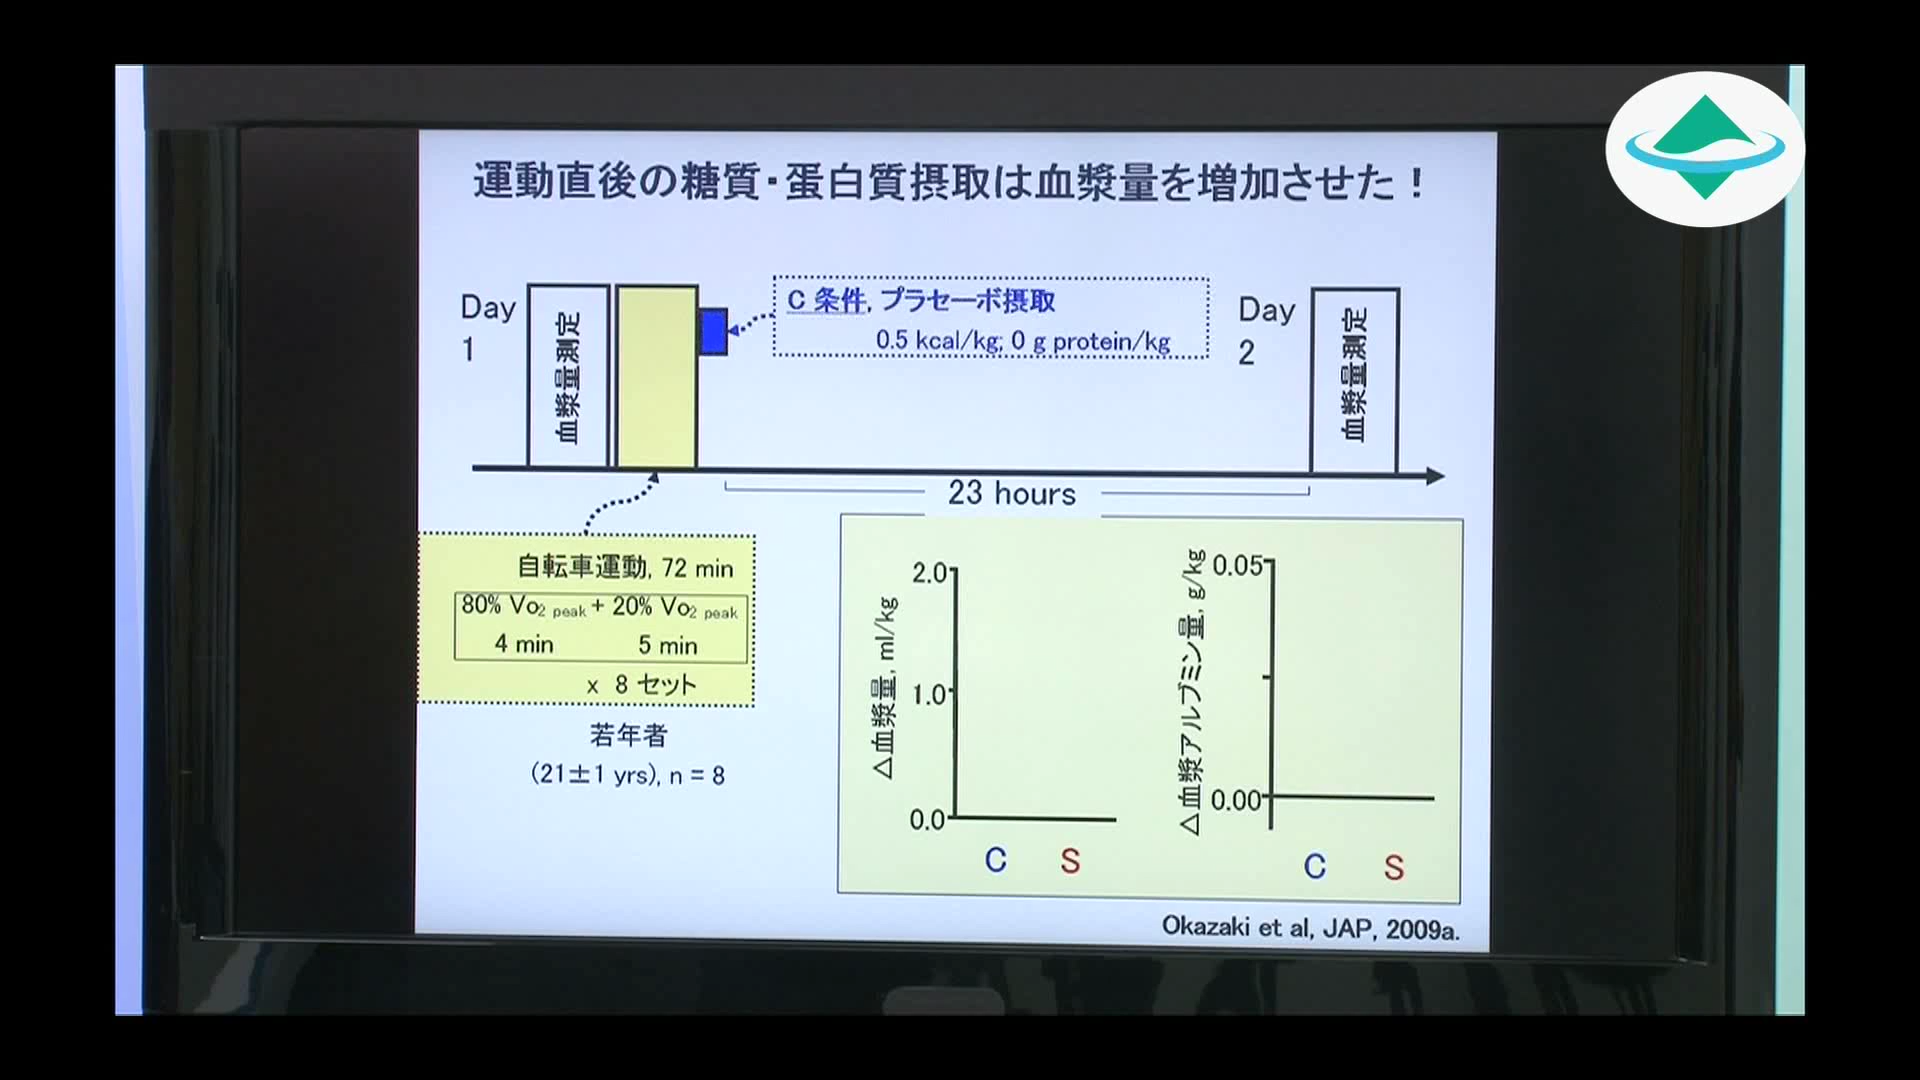 運動直後の糖質・蛋白質摂取は血漿量を増加させた！
Day
1
血漿量測定
C 条件, プラセーボ摂取
0.5 kcal/kg; 0 g protein/kg
Day
2
血漿量測定
23 hours
自転車運動, 72 min
80% Vo2 peak + 20% Vo2 peak
4 min 5 min
x 8 セット
若年者
(21±1 yrs), n = 8
△血漿量, ml/kg
2.0
1.0
0.0
C S
△血漿アルブミン量, g/kg
0.05
0.00
C S
Okazaki et al, JAP, 2009a.